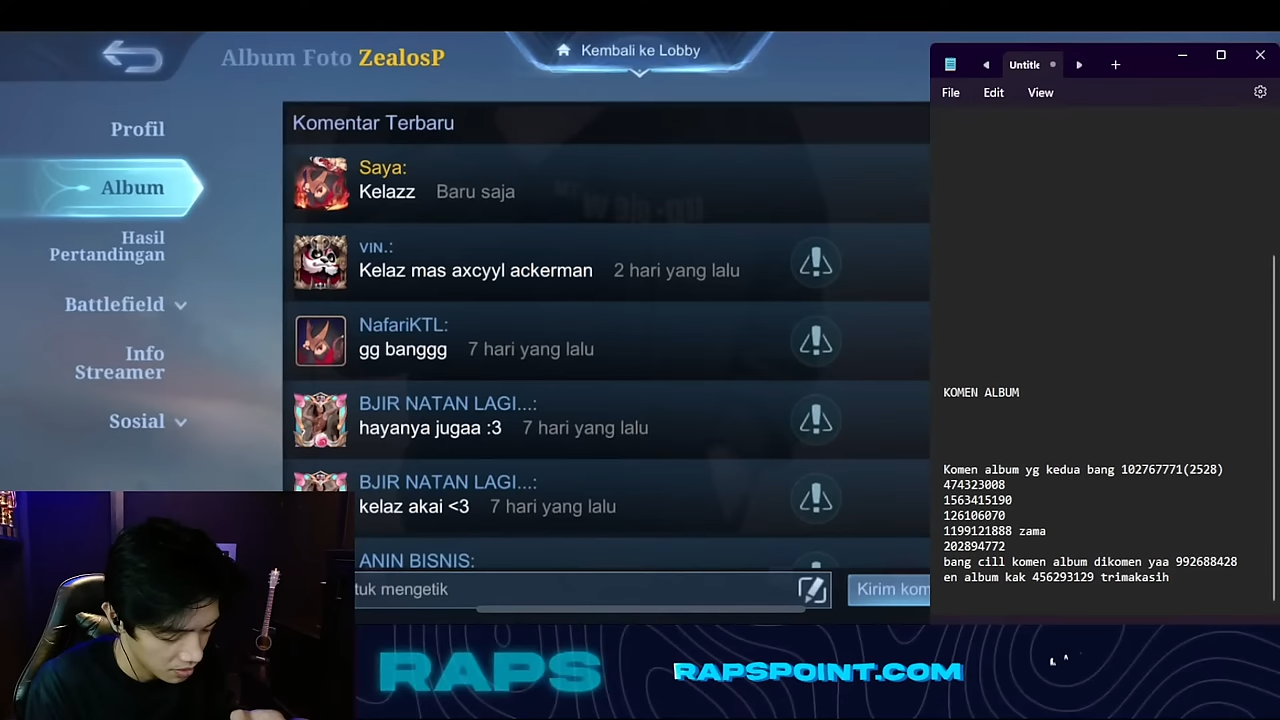 Album Foto ZealosP
Kembali ke Lobby
Profil
Album
Hasil
Pertandingan
Battlefield
Info
Streamer
Sosial
Komentar Terbaru
Saya:
Kelazz Baru saja
VIN.:
Kelaz mas axcyyl ackerman 2 hari yang lalu
NafariKTL:
gg banggg 7 hari yang lalu
BJIR NATAN LAGI...:
hayanya jugaa :3 7 hari yang lalu
BJIR NATAN LAGI...:
kelaz akai <3 7 hari yang lalu
ANIN BISNIS:
tuk mengetik
Kirim kom
Untitle
File Edit View
KOMEN ALBUM
Komen album yg kedua bang 102767771(2528)
474323008
1563415190
126106070
1199121888 zama
202894772
bang cill komen album dikomen yaa 992688428
en album kak 456293129 trimakasih
RAPS
RAPSPOINT.COM